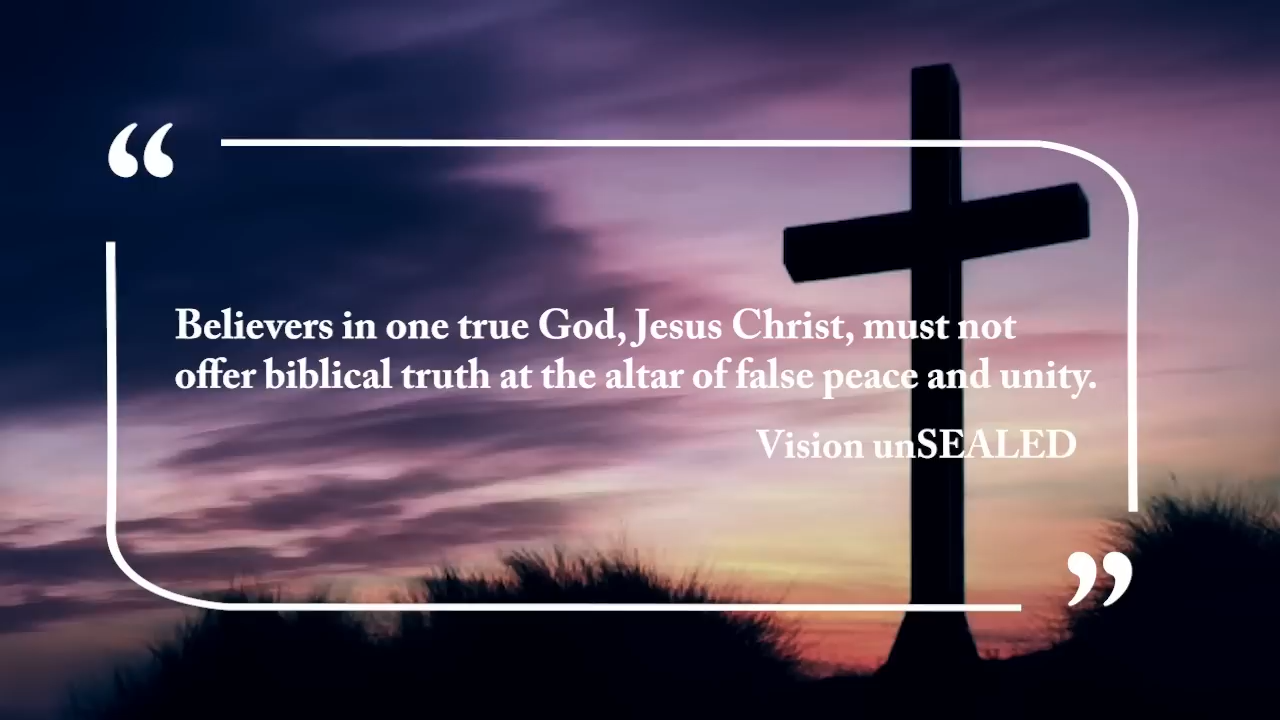 “
Believers in one true God, Jesus Christ, must not
offer biblical truth at the altar of false peace and unity.
Vision unSEALED
”